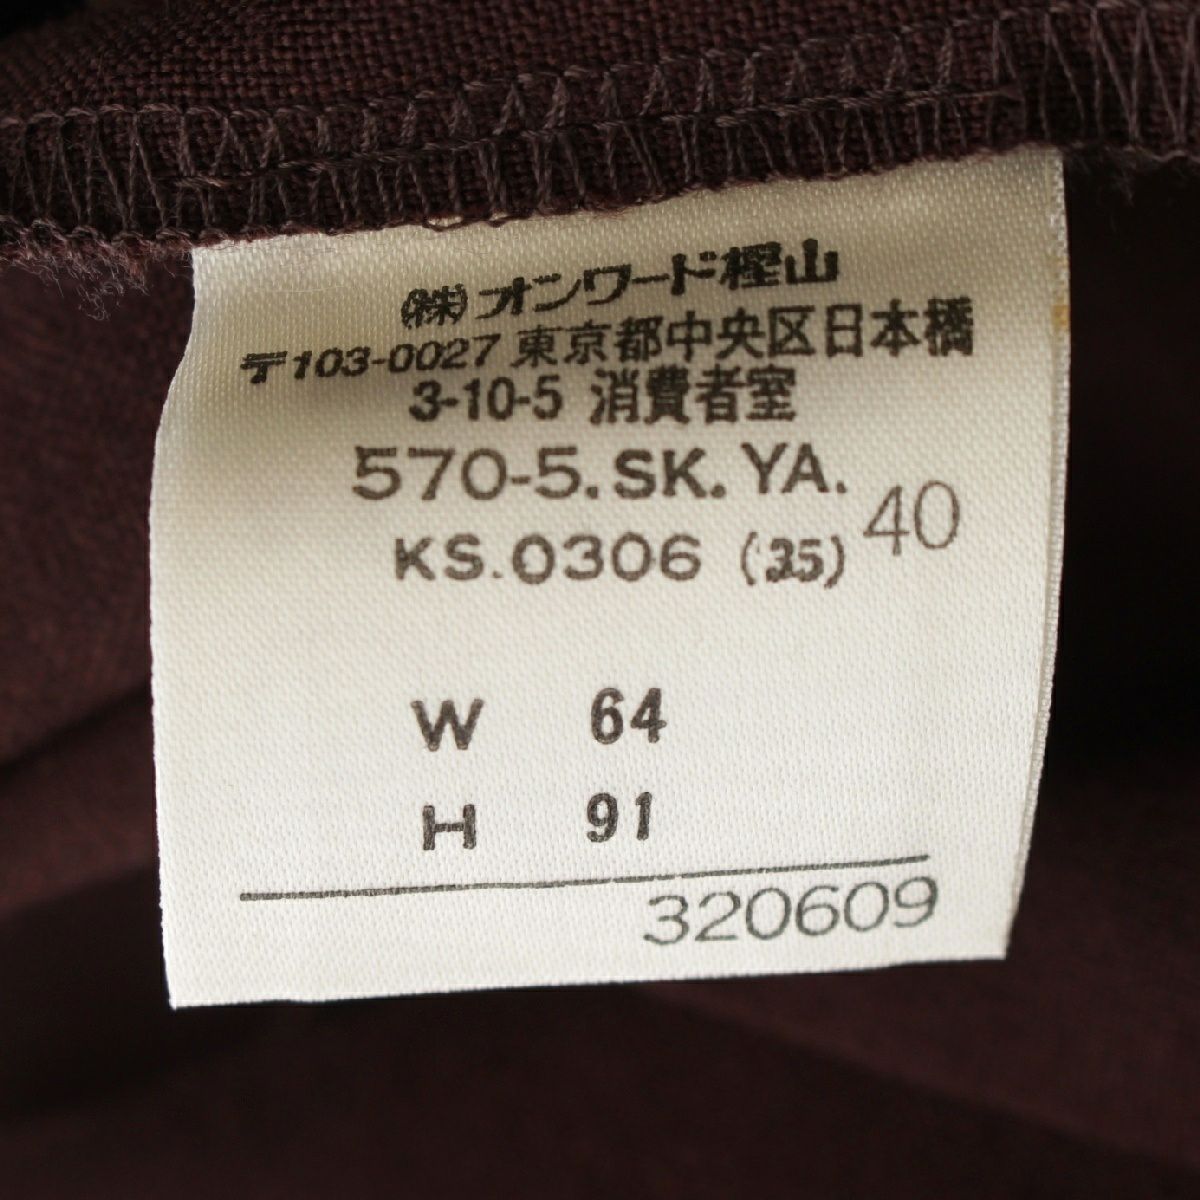 (株)オンワード樫山
〒103-0027 東京都中央区日本橋
3-10-5 消費者室
570-5.SK.YA.
KS.0306 (35) 40
W 64
H 91
320609